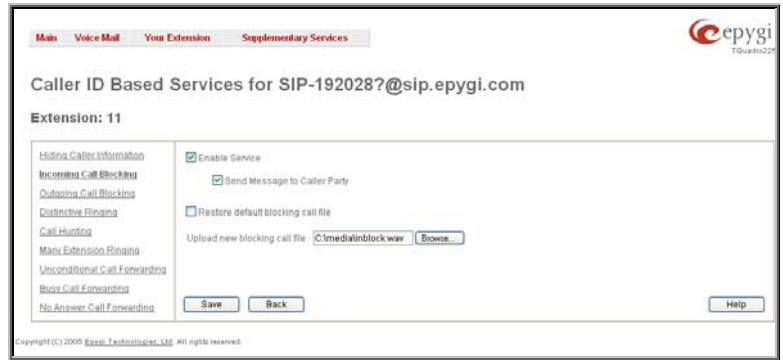 Main Voice Mail Your Extension Supplementary Services
epygi
TQuadro226
Caller ID Based Services for SIP-192028?@sip.epygi.com
Extension: 11
Hiding Caller Information
Incoming Call Blocking
Outgoing Call Blocking
Distinctive Ringing
Call Hunting
Many Extension Ringing
Unconditional Call Forwarding
Busy Call Forwarding
No Answer Call Forwarding
Enable Service
Send Message to Caller Party
Restore default blocking call file
Upload new blocking call file C:\media\inblock.wav Browse...
Save Back Help
Copyright (C) 2005 Epygi Technologies, Ltd. All rights reserved.